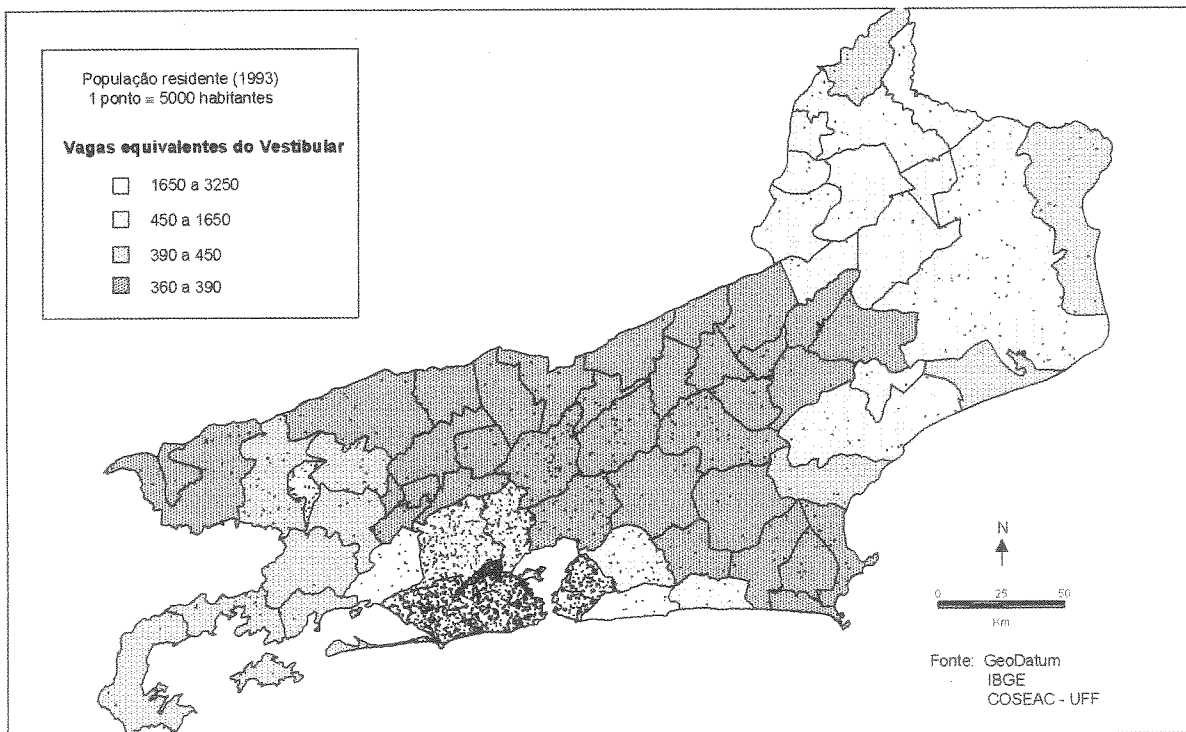 População residente (1993)
1 ponto = 5000 habitantes
Vagas equivalentes do Vestibular
1650 a 3250
450 a 1650
390 a 450
360 a 390
N
0 25 50
Km
Fonte: GeoDatum
IBGE
COSEAC - UFF